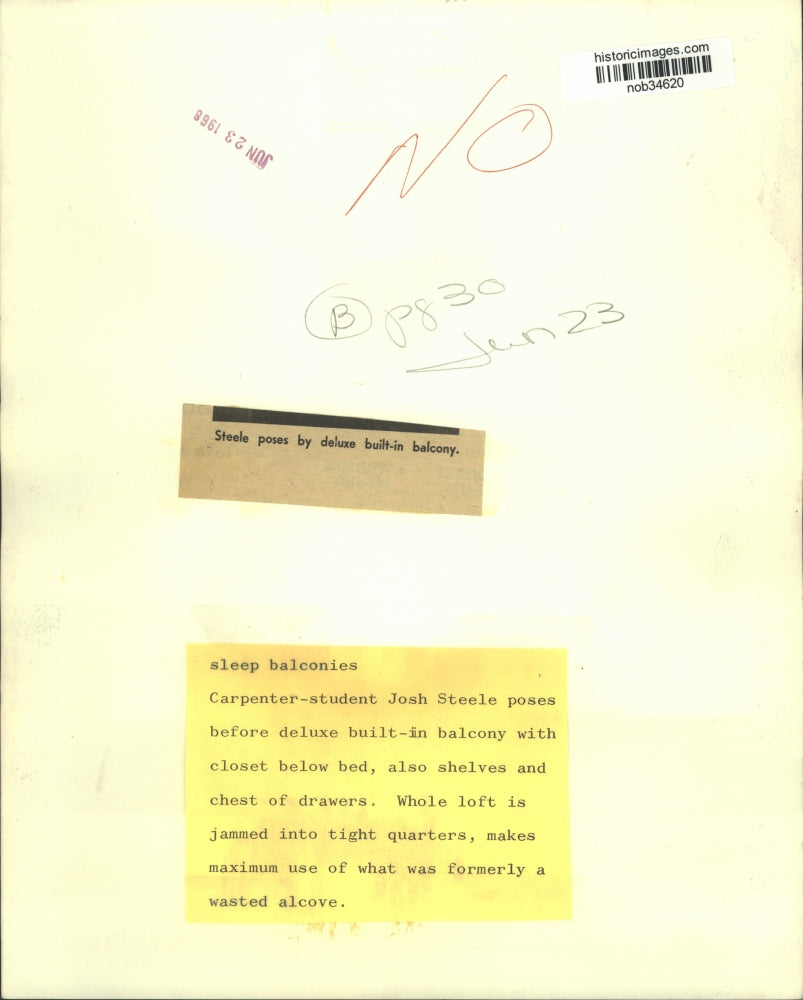 historicimages.com
nob34620
JUN 23 1968
NO
B pg 30
Jun 23
Steele poses by deluxe built-in balcony.
sleep balconies
Carpenter-student Josh Steele poses
before deluxe built-in balcony with
closet below bed, also shelves and
chest of drawers. Whole loft is
jammed into tight quarters, makes
maximum use of what was formerly a
wasted alcove.